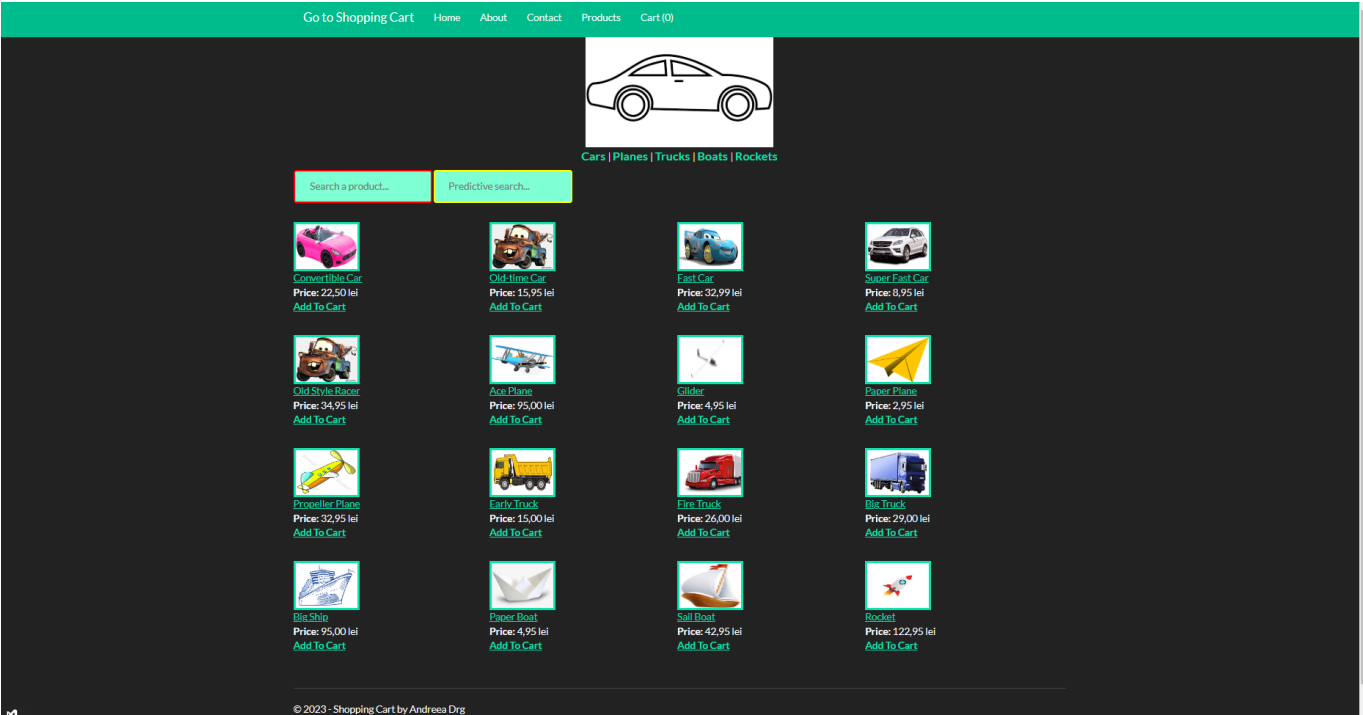 Go to Shopping Cart Home About Contact Products Cart (0)
Cars | Planes | Trucks | Boats | Rockets
Search a product... Predictive search...
Convertible Car Old-time Car Fast Car Super Fast Car
Price: 22,50 lei Price: 15,95 lei Price: 32,99 lei Price: 8,95 lei
Add To Cart Add To Cart Add To Cart Add To Cart
Old Style Racer Ace Plane Glider Paper Plane
Price: 34,95 lei Price: 95,00 lei Price: 4,95 lei Price: 2,95 lei
Add To Cart Add To Cart Add To Cart Add To Cart
Propeller Plane Early Truck Fire Truck Big Truck
Price: 32,95 lei Price: 15,00 lei Price: 26,00 lei Price: 29,00 lei
Add To Cart Add To Cart Add To Cart Add To Cart
Big Ship Paper Boat Sail Boat Rocket
Price: 95,00 lei Price: 4,95 lei Price: 42,95 lei Price: 122,95 lei
Add To Cart Add To Cart Add To Cart Add To Cart
© 2023 - Shopping Cart by Andreea Drg